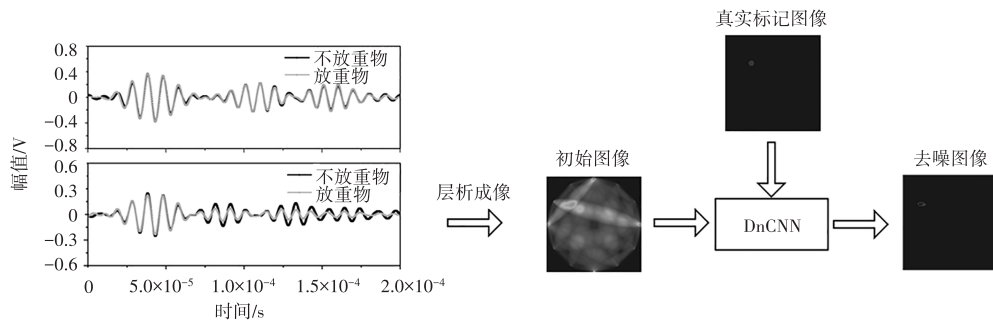 0.8
0.4
0
−0.4
−0.8
不放重物
放重物
0.6
0.3
0
−0.3
−0.6
不放重物
放重物
幅值/V
0 5.0×10⁻⁵ 1.0×10⁻⁴ 1.5×10⁻⁴ 2.0×10⁻⁴
时间/s
层析成像
初始图像
真实标记图像
DnCNN
去噪图像